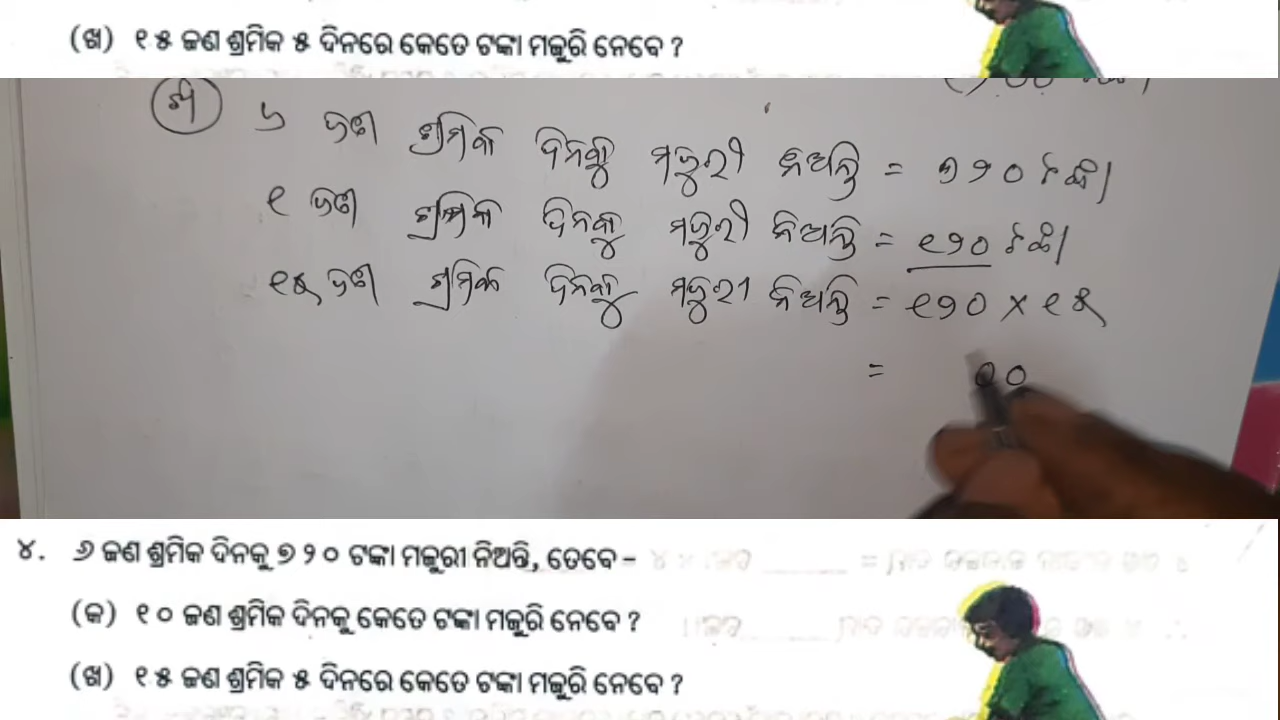 (ଖ) ୧୫ ଜଣ ଶ୍ରମିକ ୫ ଦିନରେ କେତେ ଟଙ୍କା ମଜୁରି ନେବେ ?
୬ ଜଣ ଶ୍ରମିକ ଦିନକୁ ମଜୁରୀ ନିଅନ୍ତି = ୭୨୦ ଟଙ୍କା
୧ ଜଣ ଶ୍ରମିକ ଦିନକୁ ମଜୁରୀ ନିଅନ୍ତି = ୧୨୦ ଟଙ୍କା
୧୫ ଜଣ ଶ୍ରମିକ ଦିନକୁ ମଜୁରୀ ନିଅନ୍ତି = ୧୨୦ × ୧୫
= ୦୦
୪. ୬ ଜଣ ଶ୍ରମିକ ଦିନକୁ ୭୨୦ ଟଙ୍କା ମଜୁରୀ ନିଅନ୍ତି, ତେବେ –
(କ) ୧୦ ଜଣ ଶ୍ରମିକ ଦିନକୁ କେତେ ଟଙ୍କା ମଜୁରି ନେବେ ?
(ଖ) ୧୫ ଜଣ ଶ୍ରମିକ ୫ ଦିନରେ କେତେ ଟଙ୍କା ମଜୁରି ନେବେ ?